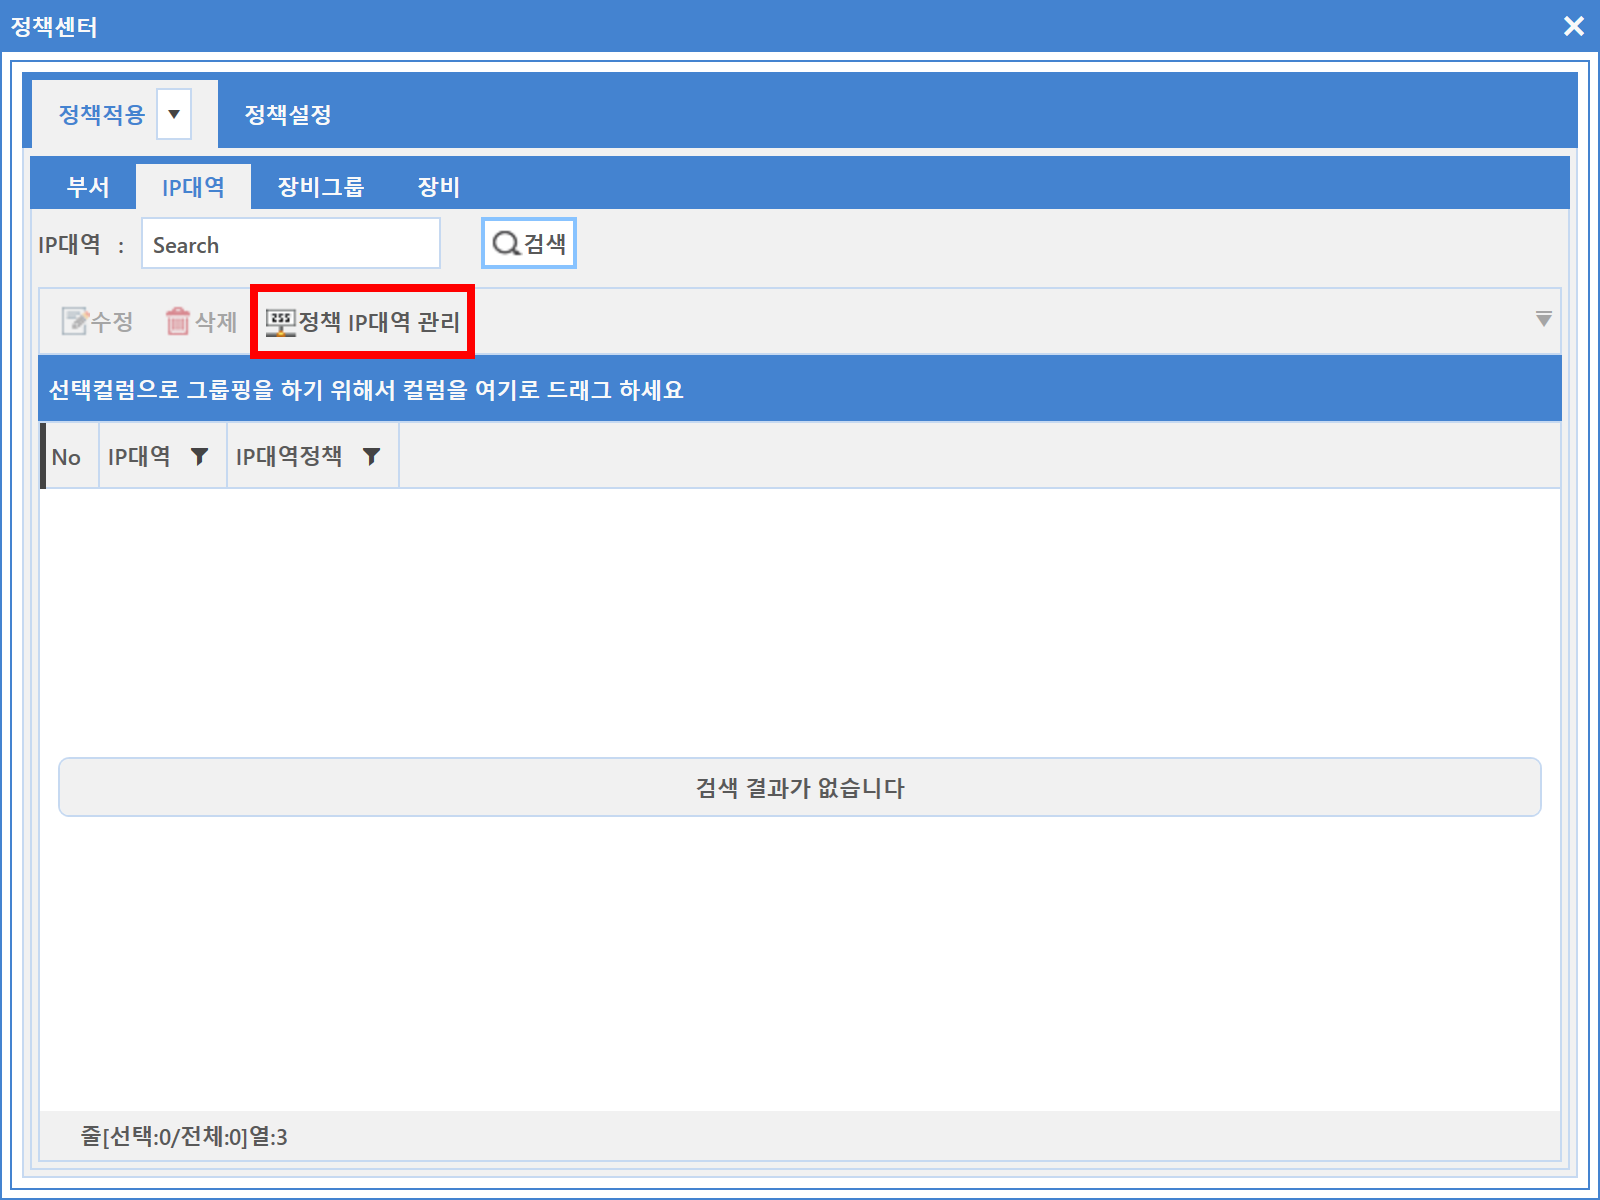 정책센터
정책적용 정책설정
부서 IP대역 장비그룹 장비
IP대역 : Search 검색
수정 삭제 255 정책 IP대역 관리
선택컬럼으로 그룹핑을 하기 위해서 컬럼을 여기로 드래그 하세요
No IP대역 IP대역정책
검색 결과가 없습니다
줄[선택:0/전체:0]열:3